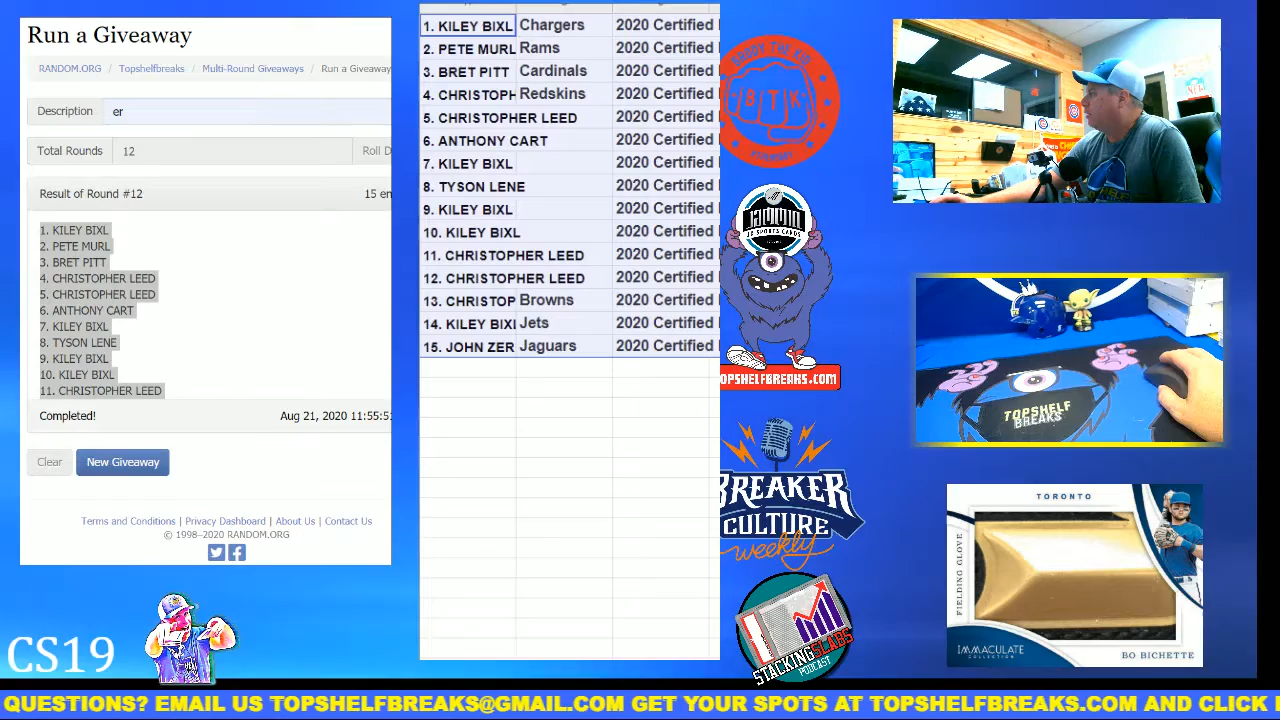 Run a Giveaway
RANDOM.ORG / Topshelfbreaks / Multi-Round Giveaways / Run a Giveaway
Description er
Total Rounds 12 Roll D
Result of Round #12 15 en
1. KILEY BIXL
2. PETE MURL
3. BRET PITT
4. CHRISTOPHER LEED
5. CHRISTOPHER LEED
6. ANTHONY CART
7. KILEY BIXL
8. TYSON LENE
9. KILEY BIXL
10. KILEY BIXL
11. CHRISTOPHER LEED
Completed! Aug 21, 2020 11:55:5
Clear New Giveaway
Terms and Conditions | Privacy Dashboard | About Us | Contact Us
© 1998–2020 RANDOM.ORG
CS19
1. KILEY BIXL Chargers 2020 Certified
2. PETE MURL Rams 2020 Certified
3. BRET PITT Cardinals 2020 Certified
4. CHRISTOPH Redskins 2020 Certified
5. CHRISTOPHER LEED 2020 Certified
6. ANTHONY CART 2020 Certified
7. KILEY BIXL 2020 Certified
8. TYSON LENE 2020 Certified
9. KILEY BIXL 2020 Certified
10. KILEY BIXL 2020 Certified
11. CHRISTOPHER LEED 2020 Certified
12. CHRISTOPHER LEED 2020 Certified
13. CHRISTOP Browns 2020 Certified
14. KILEY BIXL Jets 2020 Certified
15. JOHN ZER Jaguars 2020 Certified
BTK
JP SPORTS CARDS
OPSHELFBREAKS.COM
BREAKER
CULTURE
weekly
STACKING SLABS
PODCAST
TOPSHELF
BREAKS
TORONTO
FIELDING GLOVE
IMMACULATE
COLLECTION
BO BICHETTE
QUESTIONS? EMAIL US TOPSHELFBREAKS@GMAIL.COM GET YOUR SPOTS AT TOPSHELFBREAKS.COM AND CLICK